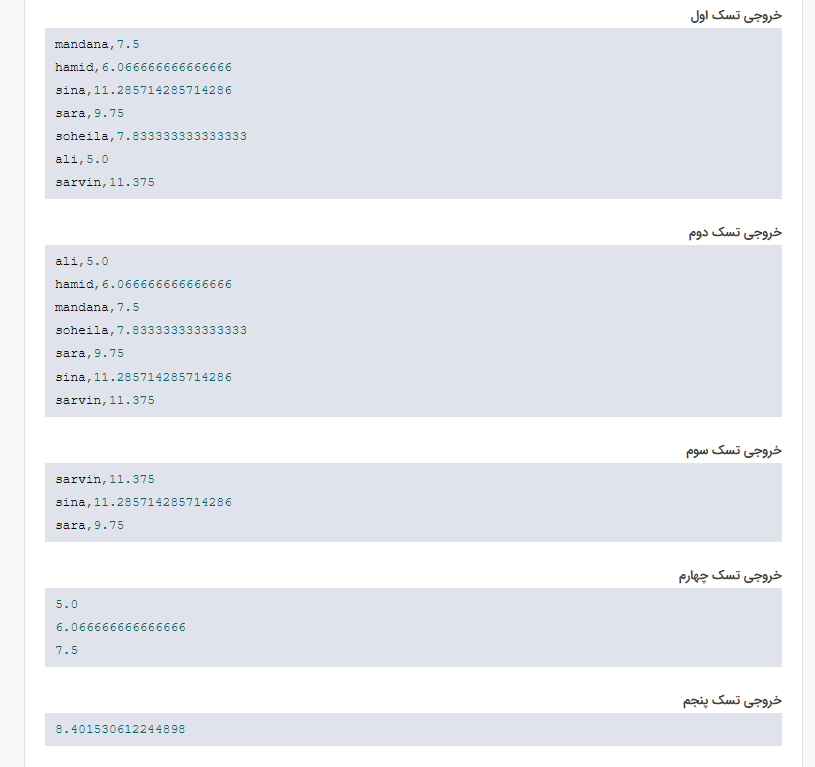 خروجی تسک اول
mandana,7.5
hamid,6.066666666666666
sina,11.285714285714286
sara,9.75
soheila,7.833333333333333
ali,5.0
sarvin,11.375
خروجی تسک دوم
ali,5.0
hamid,6.066666666666666
mandana,7.5
soheila,7.833333333333333
sara,9.75
sina,11.285714285714286
sarvin,11.375
خروجی تسک سوم
sarvin,11.375
sina,11.285714285714286
sara,9.75
خروجی تسک چهارم
5.0
6.066666666666666
7.5
خروجی تسک پنجم
8.401530612244898